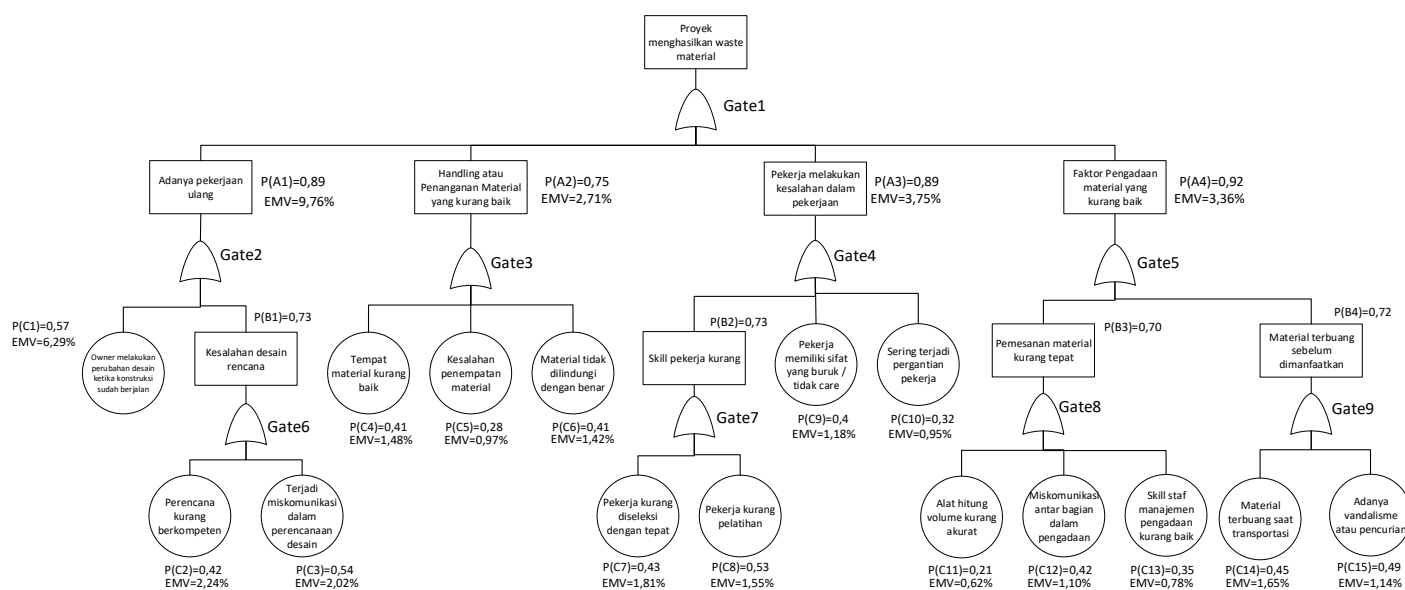 Proyek
menghasilkan waste
material
Gate1
Adanya pekerjaan
ulang
P(A1)=0,89
EMV=9,76%
Handling atau
Penanganan Material
yang kurang baik
P(A2)=0,75
EMV=2,71%
Pekerja melakukan
kesalahan dalam
pekerjaan
P(A3)=0,89
EMV=3,75%
Faktor Pengadaan
material yang
kurang baik
P(A4)=0,92
EMV=3,36%
Gate2
Gate3
Gate4
Gate5
P(C1)=0,57
EMV=6,29%
Owner melakukan
perubahan desain
ketika konstruksi
sudah berjalan
P(B1)=0,73
Kesalahan desain
rencana
Tempat
material kurang
baik
P(C4)=0,41
EMV=1,48%
Kesalahan
penempatan
material
P(C5)=0,28
EMV=0,97%
Material tidak
dilindungi
dengan benar
P(C6)=0,41
EMV=1,42%
P(B2)=0,73
Skill pekerja kurang
Pekerja
memiliki sifat
yang buruk /
tidak care
P(C9)=0,4
EMV=1,18%
Sering terjadi
pergantian
pekerja
P(C10)=0,32
EMV=0,95%
P(B3)=0,70
Pemesanan material
kurang tepat
P(B4)=0,72
Material terbuang
sebelum
dimanfaatkan
Gate6
Gate7
Gate8
Gate9
Perencana
kurang
berkompeten
P(C2)=0,42
EMV=2,24%
Terjadi
miskomunikasi
dalam
perencanaan
desain
P(C3)=0,54
EMV=2,02%
Pekerja kurang
diseleksi
dengan tepat
P(C7)=0,43
EMV=1,81%
Pekerja kurang
pelatihan
P(C8)=0,53
EMV=1,55%
Alat hitung
volume kurang
akurat
P(C11)=0,21
EMV=0,62%
Miskomunikasi
antar bagian
dalam
pengadaan
P(C12)=0,42
EMV=1,10%
Skill staf
manajemen
pengadaan
kurang baik
P(C13)=0,35
EMV=0,78%
Material
terbuang saat
transportasi
P(C14)=0,45
EMV=1,65%
Adanya
vandalisme
atau pencurian
P(C15)=0,49
EMV=1,14%